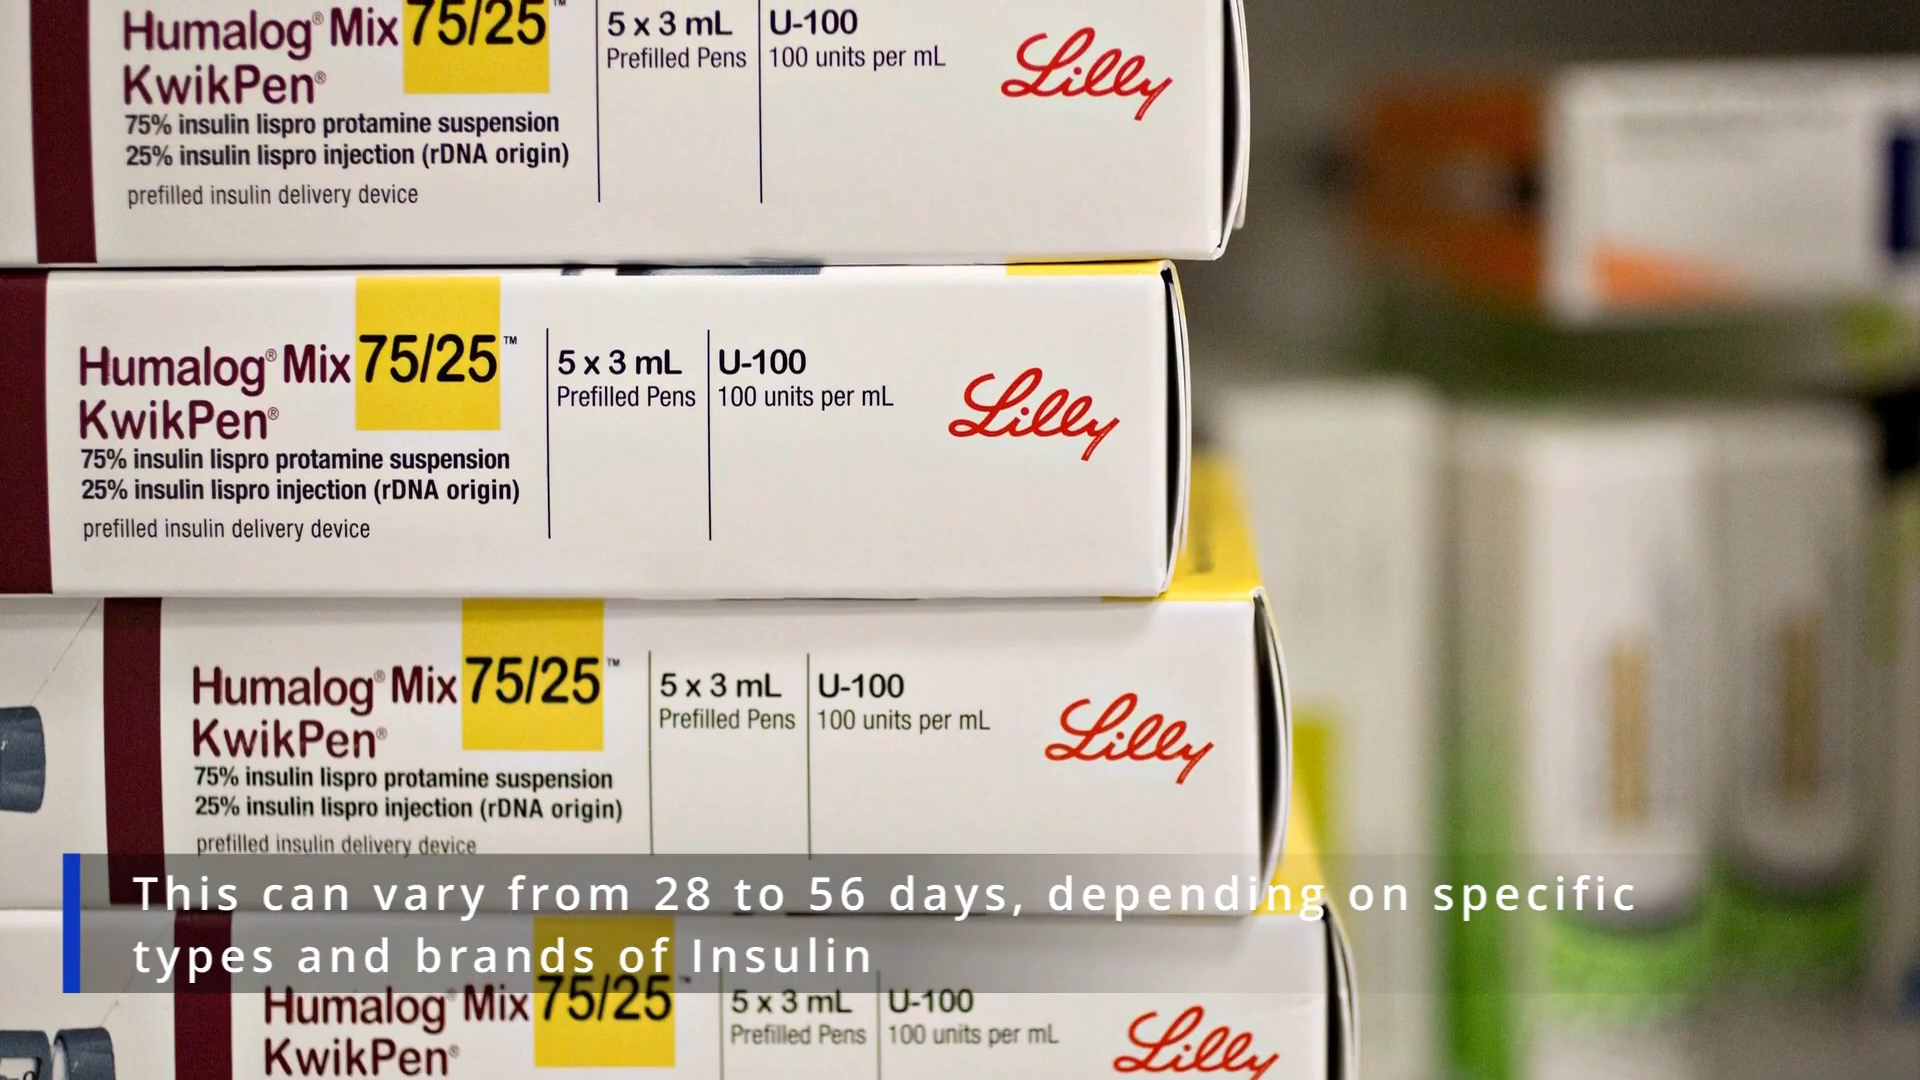 Humalog® Mix 75/25™
KwikPen®
75% insulin lispro protamine suspension
25% insulin lispro injection (rDNA origin)
prefilled insulin delivery device
5 x 3 mL
Prefilled Pens
U-100
100 units per mL
Lilly
Humalog® Mix 75/25™
KwikPen®
75% insulin lispro protamine suspension
25% insulin lispro injection (rDNA origin)
prefilled insulin delivery device
5 x 3 mL
Prefilled Pens
U-100
100 units per mL
Lilly
Humalog® Mix 75/25™
KwikPen®
75% insulin lispro protamine suspension
25% insulin lispro injection (rDNA origin)
prefilled insulin delivery device
5 x 3 mL
Prefilled Pens
U-100
100 units per mL
Lilly
This can vary from 28 to 56 days, depending on specific
types and brands of Insulin
Humalog® Mix 75/25™
KwikPen®
5 x 3 mL
Prefilled Pens
U-100
100 units per mL
Lilly